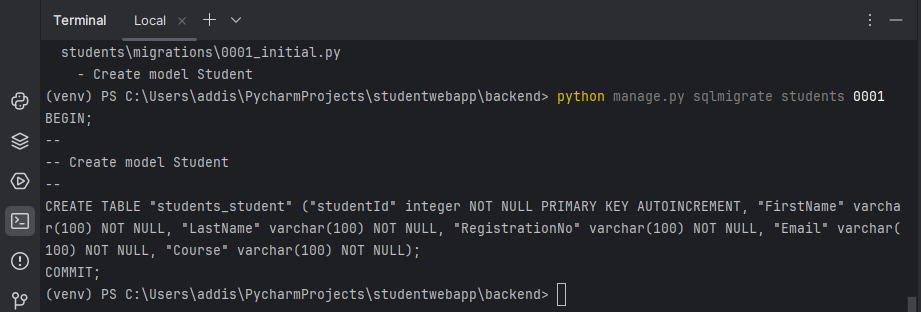 Terminal Local
students\migrations\0001_initial.py
- Create model Student
(venv) PS C:\Users\addis\PycharmProjects\studentwebapp\backend> python manage.py sqlmigrate students 0001
BEGIN;
--
-- Create model Student
--
CREATE TABLE "students_student" ("studentId" integer NOT NULL PRIMARY KEY AUTOINCREMENT, "FirstName" varcha
r(100) NOT NULL, "LastName" varchar(100) NOT NULL, "RegistrationNo" varchar(100) NOT NULL, "Email" varchar(
100) NOT NULL, "Course" varchar(100) NOT NULL);
COMMIT;
(venv) PS C:\Users\addis\PycharmProjects\studentwebapp\backend>